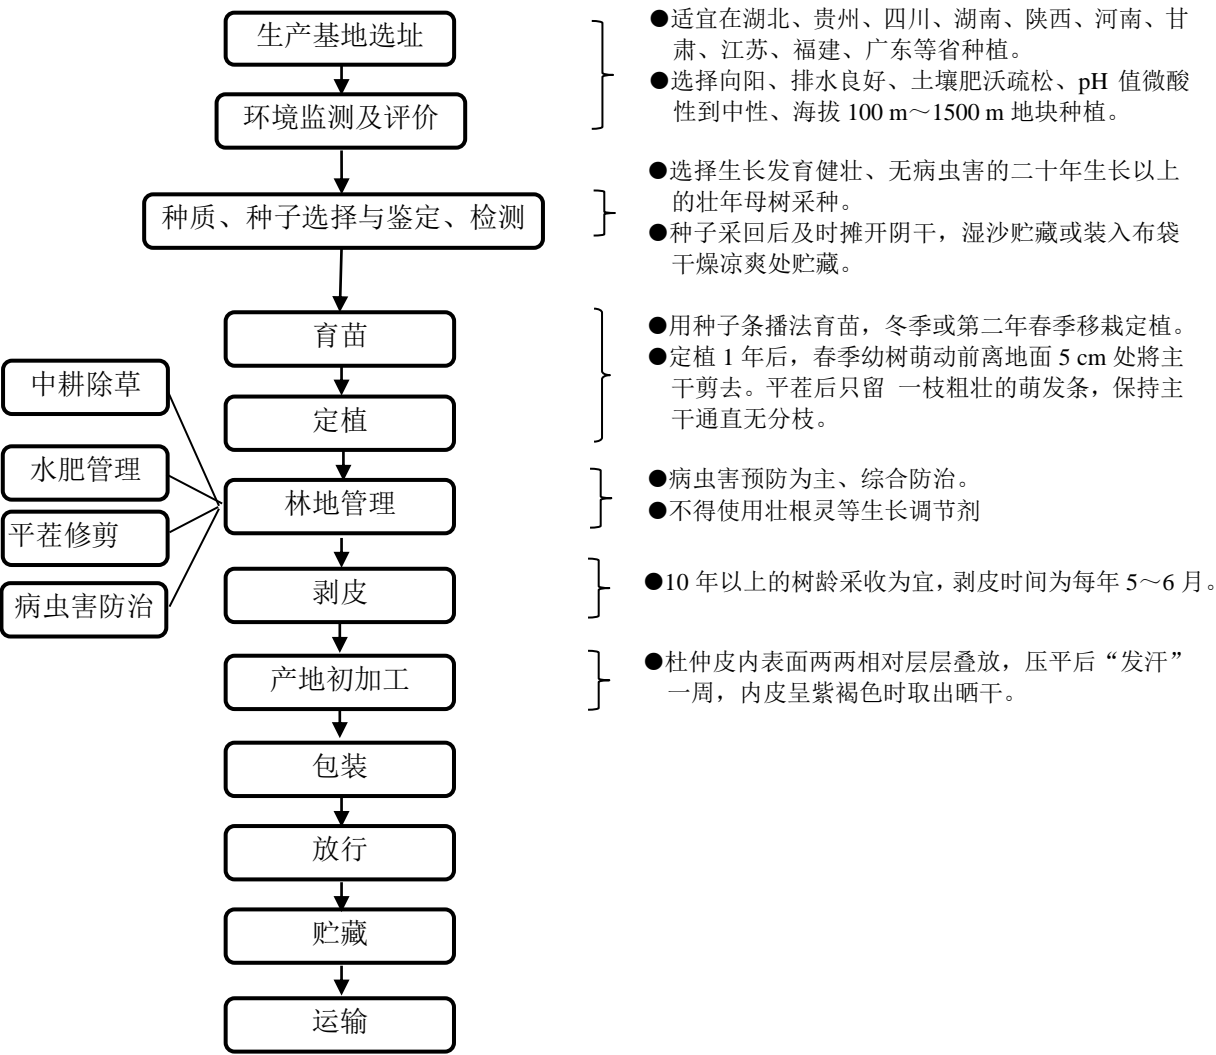 生产基地选址
环境监测及评价
●适宜在湖北、贵州、四川、湖南、陕西、河南、甘
肃、江苏、福建、广东等省种植。
●选择向阳、排水良好、土壤肥沃疏松、pH 值微酸
性到中性、海拔 100 m～1500 m 地块种植。
种质、种子选择与鉴定、检测
●选择生长发育健壮、无病虫害的二十年生长以上
的壮年母树采种。
●种子采回后及时摊开阴干，湿沙贮藏或装入布袋
干燥凉爽处贮藏。
育苗
定植
●用种子条播法育苗，冬季或第二年春季移栽定植。
●定植 1 年后，春季幼树萌动前离地面 5 cm 处將主
干剪去。平茬后只留 一枝粗壮的萌发条，保持主
干通直无分枝。
中耕除草
水肥管理
平茬修剪
病虫害防治
林地管理
●病虫害预防为主、综合防治。
●不得使用壮根灵等生长调节剂
剥皮
●10 年以上的树龄采收为宜，剥皮时间为每年 5～6 月。
产地初加工
●杜仲皮内表面两两相对层层叠放，压平后“发汗”
一周，内皮呈紫褐色时取出晒干。
包装
放行
贮藏
运输